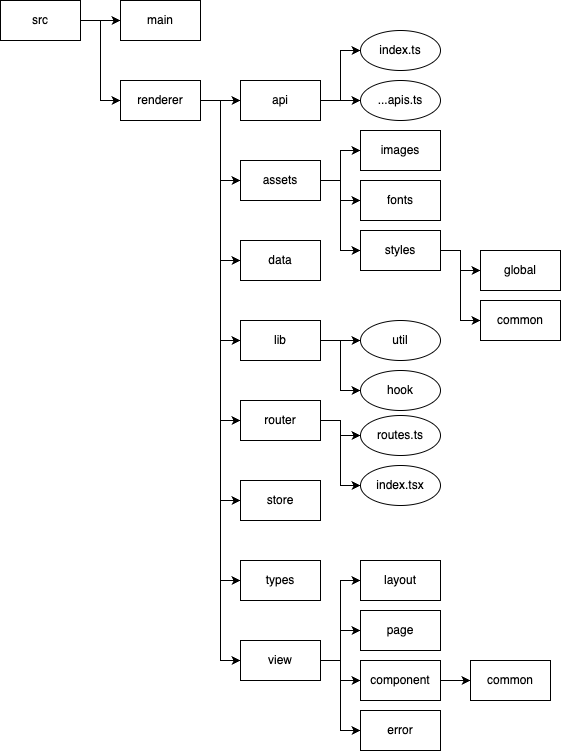 src
main
renderer
api
index.ts
...apis.ts
assets
images
fonts
styles
global
common
data
lib
util
hook
router
routes.ts
index.tsx
store
types
view
layout
page
component
common
error